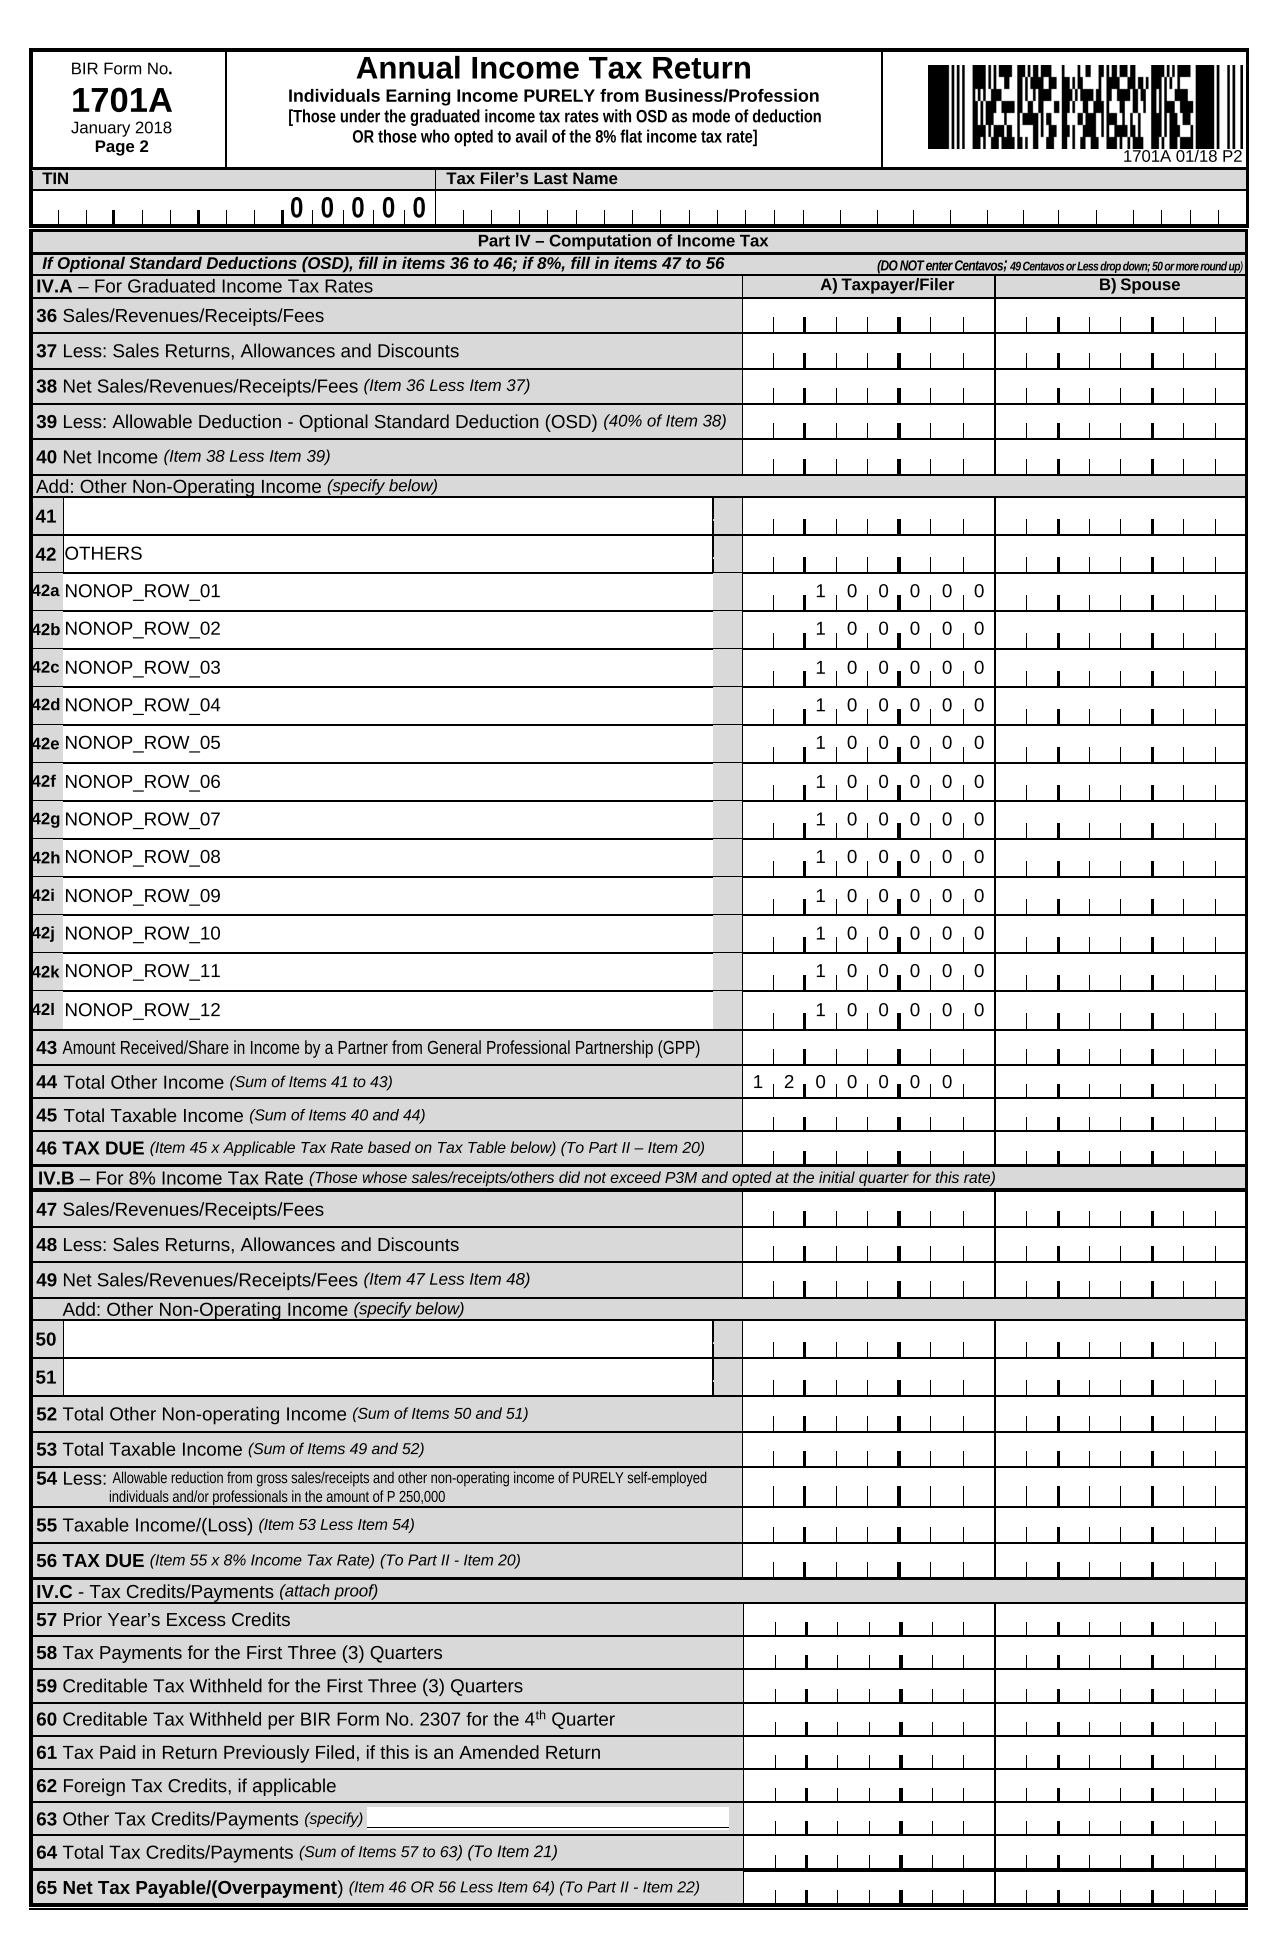 BIR Form No.
1701A
January 2018
Page 2
Annual Income Tax Return
Individuals Earning Income PURELY from Business/Profession
[Those under the graduated income tax rates with OSD as mode of deduction
OR those who opted to avail of the 8% flat income tax rate]
1701A 01/18 P2
TIN Tax Filer’s Last Name
0 0 0 0 0
Part IV – Computation of Income Tax
If Optional Standard Deductions (OSD), fill in items 36 to 46; if 8%, fill in items 47 to 56 (DO NOT enter Centavos; 49 Centavos or Less drop down; 50 or more round up)
IV.A – For Graduated Income Tax Rates A) Taxpayer/Filer B) Spouse
36 Sales/Revenues/Receipts/Fees
37 Less: Sales Returns, Allowances and Discounts
38 Net Sales/Revenues/Receipts/Fees (Item 36 Less Item 37)
39 Less: Allowable Deduction - Optional Standard Deduction (OSD) (40% of Item 38)
40 Net Income (Item 38 Less Item 39)
Add: Other Non-Operating Income (specify below)
41
42 OTHERS
42a NONOP_ROW_01 1 0 0 0 0 0
42b NONOP_ROW_02 1 0 0 0 0 0
42c NONOP_ROW_03 1 0 0 0 0 0
42d NONOP_ROW_04 1 0 0 0 0 0
42e NONOP_ROW_05 1 0 0 0 0 0
42f NONOP_ROW_06 1 0 0 0 0 0
42g NONOP_ROW_07 1 0 0 0 0 0
42h NONOP_ROW_08 1 0 0 0 0 0
42i NONOP_ROW_09 1 0 0 0 0 0
42j NONOP_ROW_10 1 0 0 0 0 0
42k NONOP_ROW_11 1 0 0 0 0 0
42l NONOP_ROW_12 1 0 0 0 0 0
43 Amount Received/Share in Income by a Partner from General Professional Partnership (GPP)
44 Total Other Income (Sum of Items 41 to 43) 1 2 0 0 0 0 0
45 Total Taxable Income (Sum of Items 40 and 44)
46 TAX DUE (Item 45 x Applicable Tax Rate based on Tax Table below) (To Part II – Item 20)
IV.B – For 8% Income Tax Rate (Those whose sales/receipts/others did not exceed P3M and opted at the initial quarter for this rate)
47 Sales/Revenues/Receipts/Fees
48 Less: Sales Returns, Allowances and Discounts
49 Net Sales/Revenues/Receipts/Fees (Item 47 Less Item 48)
Add: Other Non-Operating Income (specify below)
50
51
52 Total Other Non-operating Income (Sum of Items 50 and 51)
53 Total Taxable Income (Sum of Items 49 and 52)
54 Less: Allowable reduction from gross sales/receipts and other non-operating income of PURELY self-employed
individuals and/or professionals in the amount of P 250,000
55 Taxable Income/(Loss) (Item 53 Less Item 54)
56 TAX DUE (Item 55 x 8% Income Tax Rate) (To Part II - Item 20)
IV.C - Tax Credits/Payments (attach proof)
57 Prior Year’s Excess Credits
58 Tax Payments for the First Three (3) Quarters
59 Creditable Tax Withheld for the First Three (3) Quarters
60 Creditable Tax Withheld per BIR Form No. 2307 for the 4th Quarter
61 Tax Paid in Return Previously Filed, if this is an Amended Return
62 Foreign Tax Credits, if applicable
63 Other Tax Credits/Payments (specify)
64 Total Tax Credits/Payments (Sum of Items 57 to 63) (To Item 21)
65 Net Tax Payable/(Overpayment) (Item 46 OR 56 Less Item 64) (To Part II - Item 22)